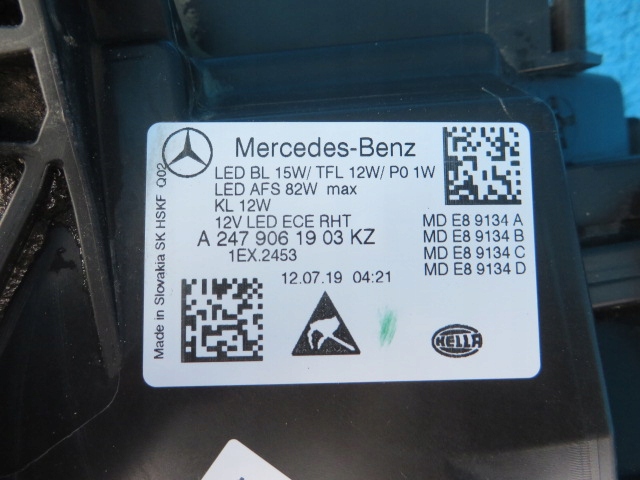 Mercedes-Benz
LED BL 15W/ TFL 12W/ P0 1W
LED AFS 82W max
KL 12W
12V LED ECE RHT
A 247 906 19 03 KZ
1EX.2453
12.07.19 04:21
MD E8 9134 A
MD E8 9134 B
MD E8 9134 C
MD E8 9134 D
Made in Slovakia SK HSKF Q02
HELLA